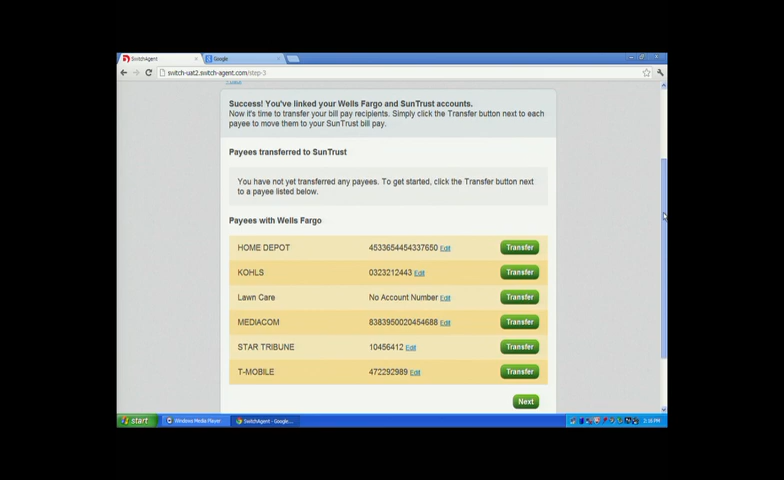 SwitchAgent
Google
switch-uat2.switch-agent.com/step-3
Success! You've linked your Wells Fargo and SunTrust accounts.
Now it's time to transfer your bill pay recipients. Simply click the Transfer button next to each
payee to move them to your SunTrust bill pay.
Payees transferred to SunTrust
You have not yet transferred any payees. To get started, click the Transfer button next
to a payee listed below.
Payees with Wells Fargo
HOME DEPOT 4533654454337650 Edit Transfer
KOHLS 0323212443 Edit Transfer
Lawn Care No Account Number Edit Transfer
MEDIACOM 8383950020454688 Edit Transfer
STAR TRIBUNE 10456412 Edit Transfer
T-MOBILE 472292989 Edit Transfer
Next
start Windows Media Player SwitchAgent - Google...